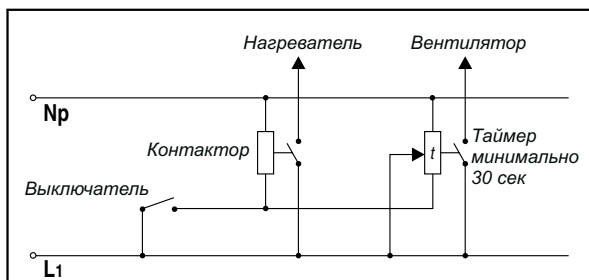 Нагреватель
Вентилятор
Np
Контактор
t
Таймер
минимально
30 сек
Выключатель
L1